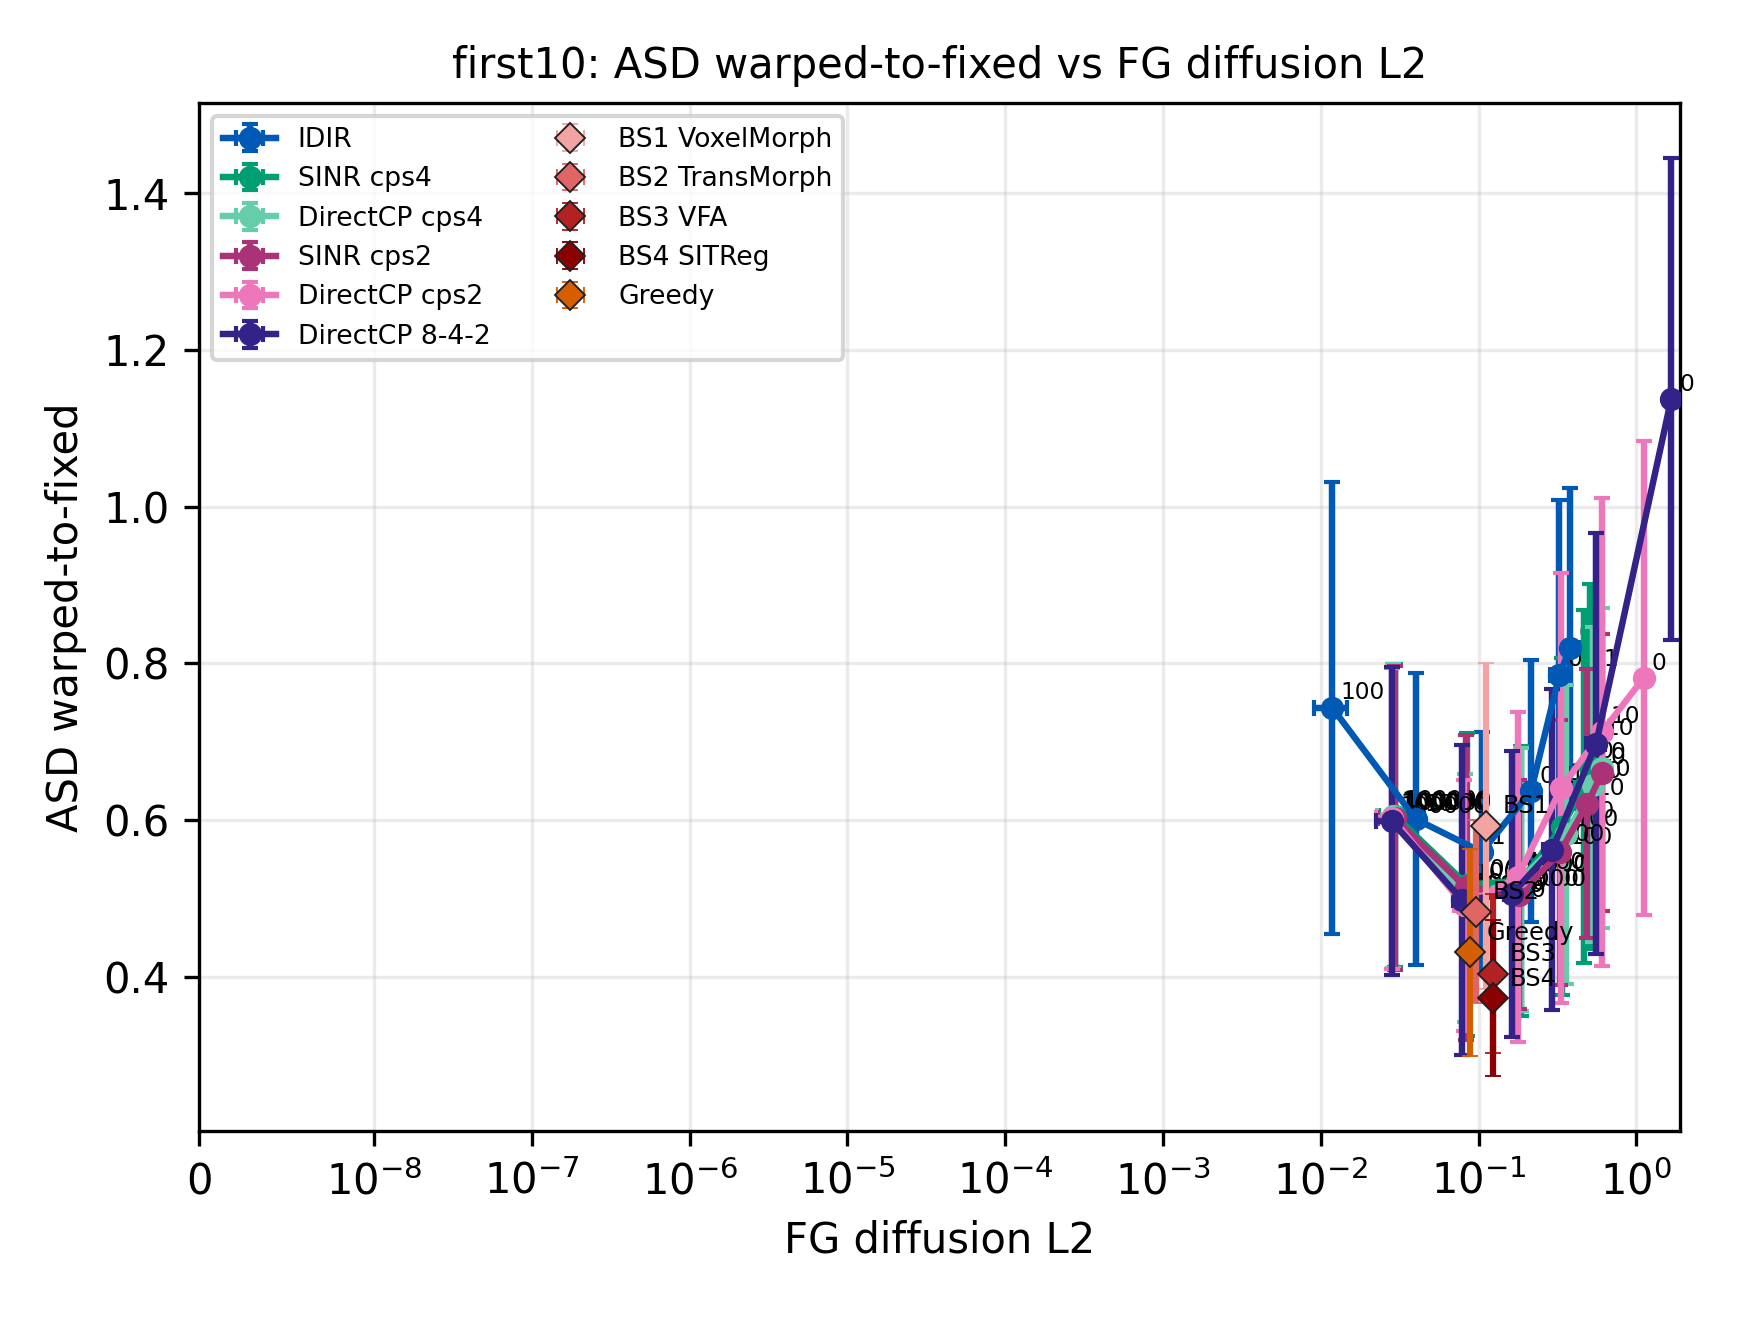 first10: ASD warped-to-fixed vs FG diffusion L2
IDIR
SINR cps4
DirectCP cps4
SINR cps2
DirectCP cps2
DirectCP 8-4-2
BS1 VoxelMorph
BS2 TransMorph
BS3 VFA
BS4 SITReg
Greedy
ASD warped-to-fixed
1.4
1.2
1.0
0.8
0.6
0.4
0
0
100
10
BS1
BS2
Greedy
BS3
BS4
0
10⁻⁸
10⁻⁷
10⁻⁶
10⁻⁵
10⁻⁴
10⁻³
10⁻²
10⁻¹
10⁰
FG diffusion L2